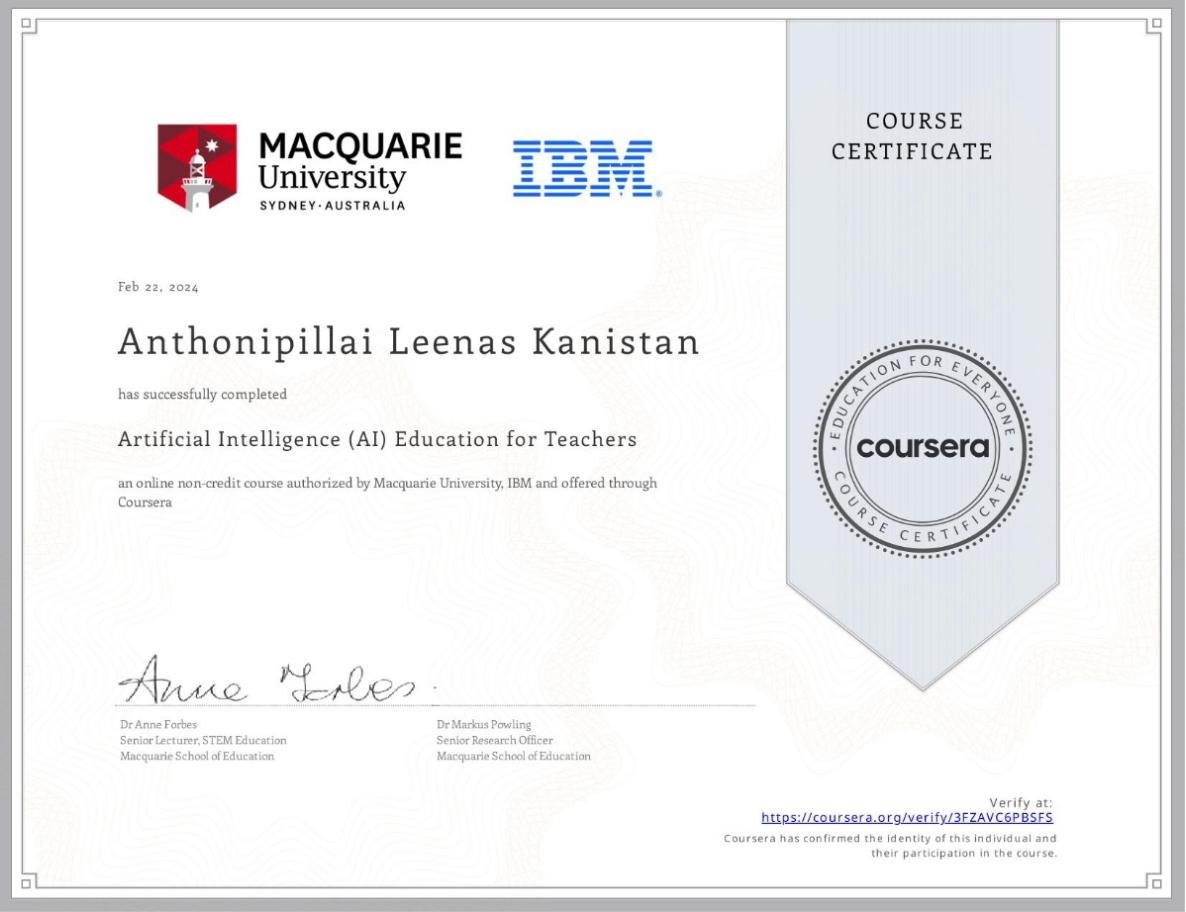 MACQUARIE
University
SYDNEY·AUSTRALIA
IBM®
COURSE
CERTIFICATE
Feb 22, 2024
Anthonipillai Leenas Kanistan
has successfully completed
Artificial Intelligence (AI) Education for Teachers
an online non-credit course authorized by Macquarie University, IBM and offered through
Coursera
EDUCATION FOR EVERYONE
coursera
COURSE CERTIFICATE
Anne Forbes
Dr Anne Forbes
Senior Lecturer, STEM Education
Macquarie School of Education
Dr Markus Powling
Senior Research Officer
Macquarie School of Education
Verify at:
https://coursera.org/verify/3FZAVC6PBSFS
Coursera has confirmed the identity of this individual and
their participation in the course.